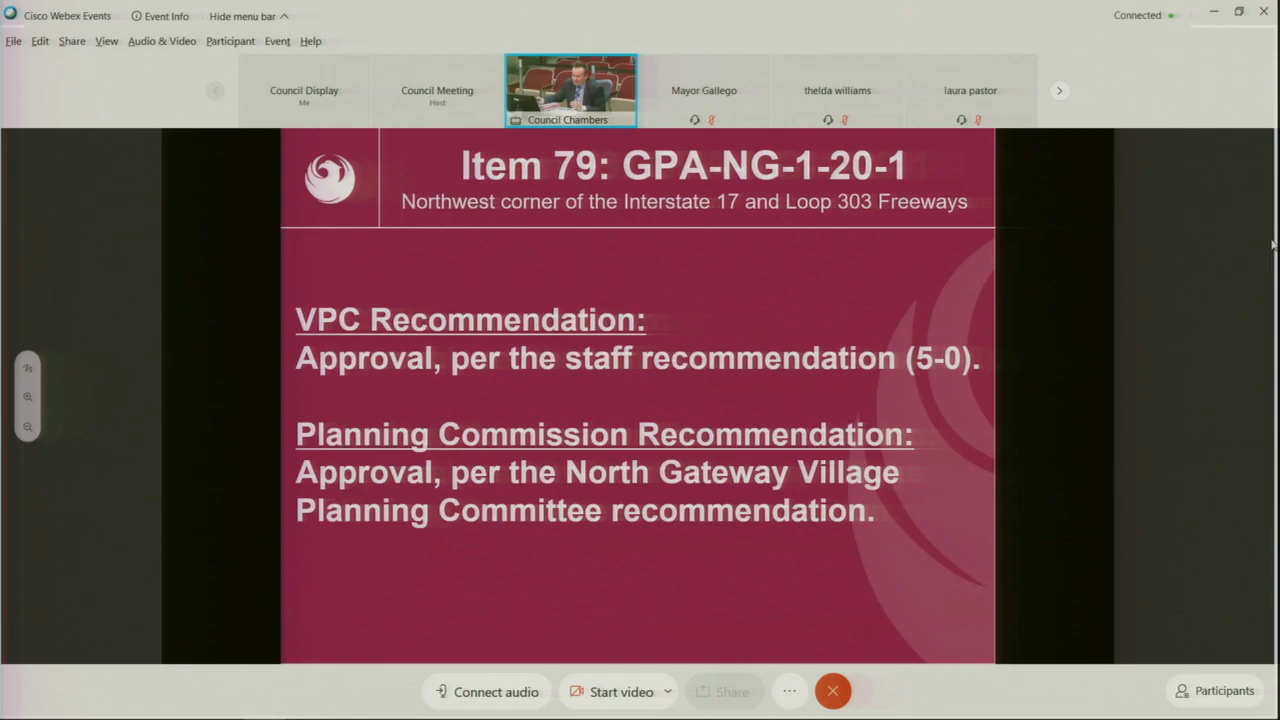 Cisco Webex Events
Event Info
Hide menu bar
Connected
File Edit Share View Audio & Video Participant Event Help
Council Display
Me
Council Meeting
Host
Council Chambers
Mayor Gallego
thelda williams
laura pastor
Item 79: GPA-NG-1-20-1
Northwest corner of the Interstate 17 and Loop 303 Freeways
VPC Recommendation:
Approval, per the staff recommendation (5-0).
Planning Commission Recommendation:
Approval, per the North Gateway Village
Planning Committee recommendation.
Connect audio
Start video
Share
Participants